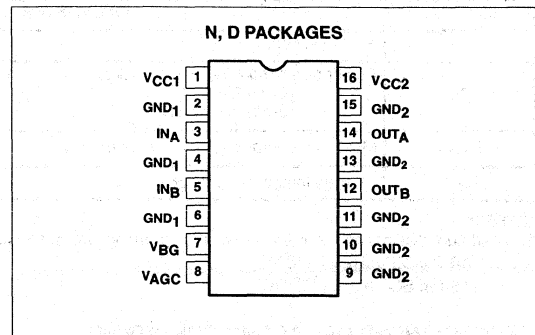 N, D PACKAGES
VCC1 1 16 VCC2
GND1 2 15 GND2
INA 3 14 OUTA
GND1 4 13 GND2
INB 5 12 OUTB
GND1 6 11 GND2
VBG 7 10 GND2
VAGC 8 9 GND2